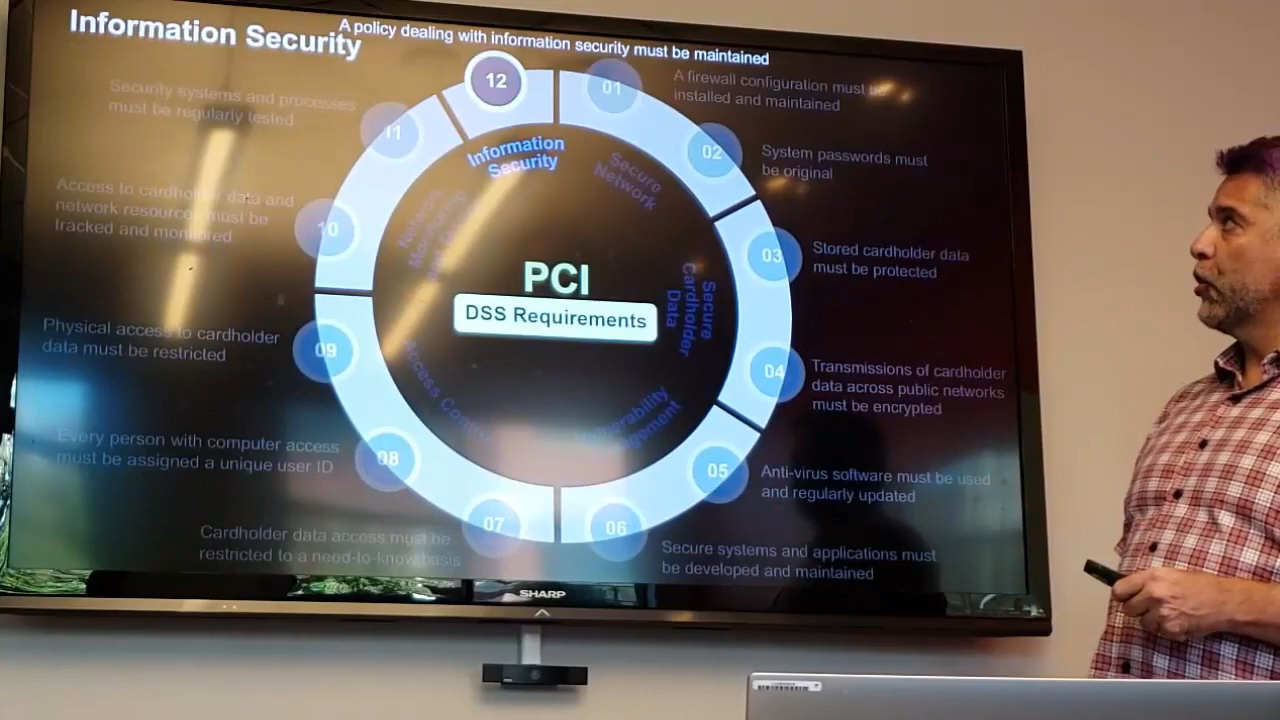 Information Security
A policy dealing with information security must be maintained
12
01
A firewall configuration must be
installed and maintained
02
System passwords must
be original
03
Stored cardholder data
must be protected
04
Transmissions of cardholder
data across public networks
must be encrypted
05
Anti-virus software must be used
and regularly updated
06
Secure systems and applications must
be developed and maintained
07
Cardholder data access must be
restricted to a need-to-know basis
08
Every person with computer access
must be assigned a unique user ID
09
Physical access to cardholder
data must be restricted
10
Access to cardholder data and
network resources must be
tracked and monitored
11
Security systems and processes
must be regularly tested
Information
Security
Secure
Network
Secure
Cardholder
Data
Vulnerability
Access
Network
Monitoring
PCI
DSS Requirements
SHARP